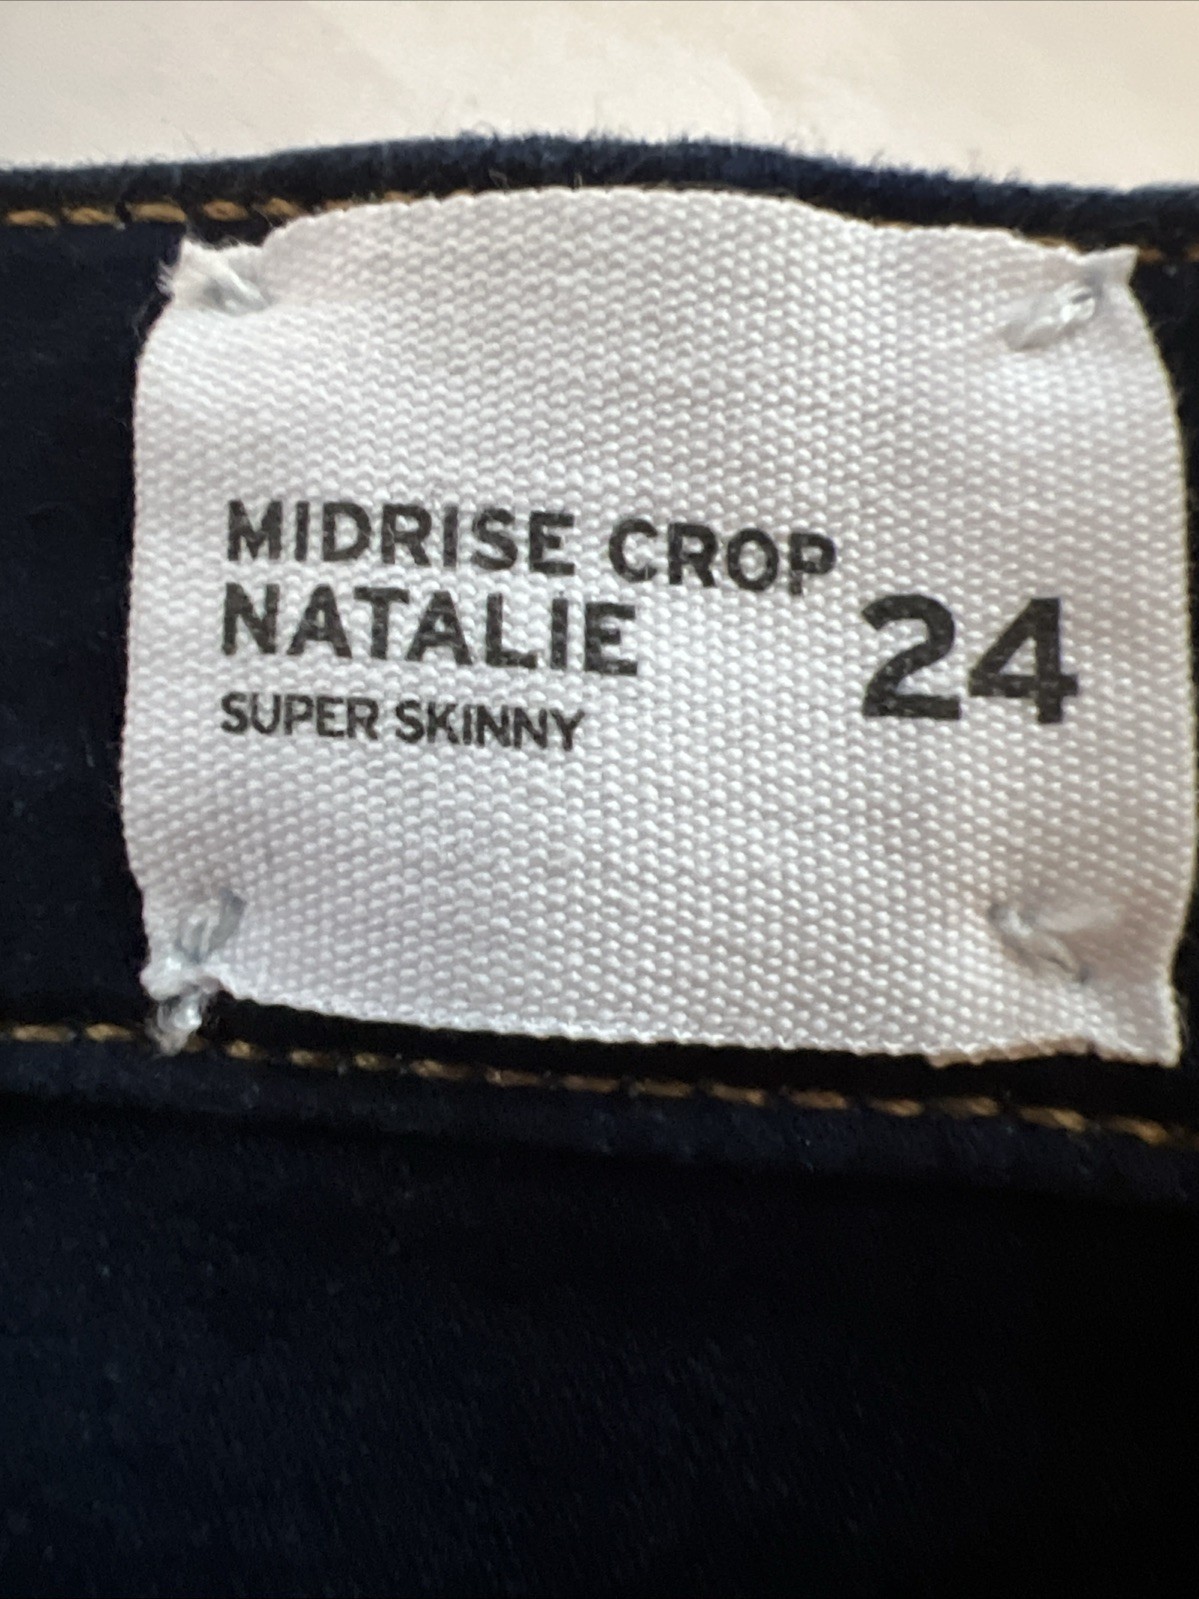 MIDRISE CROP
NATALIE
SUPER SKINNY
24